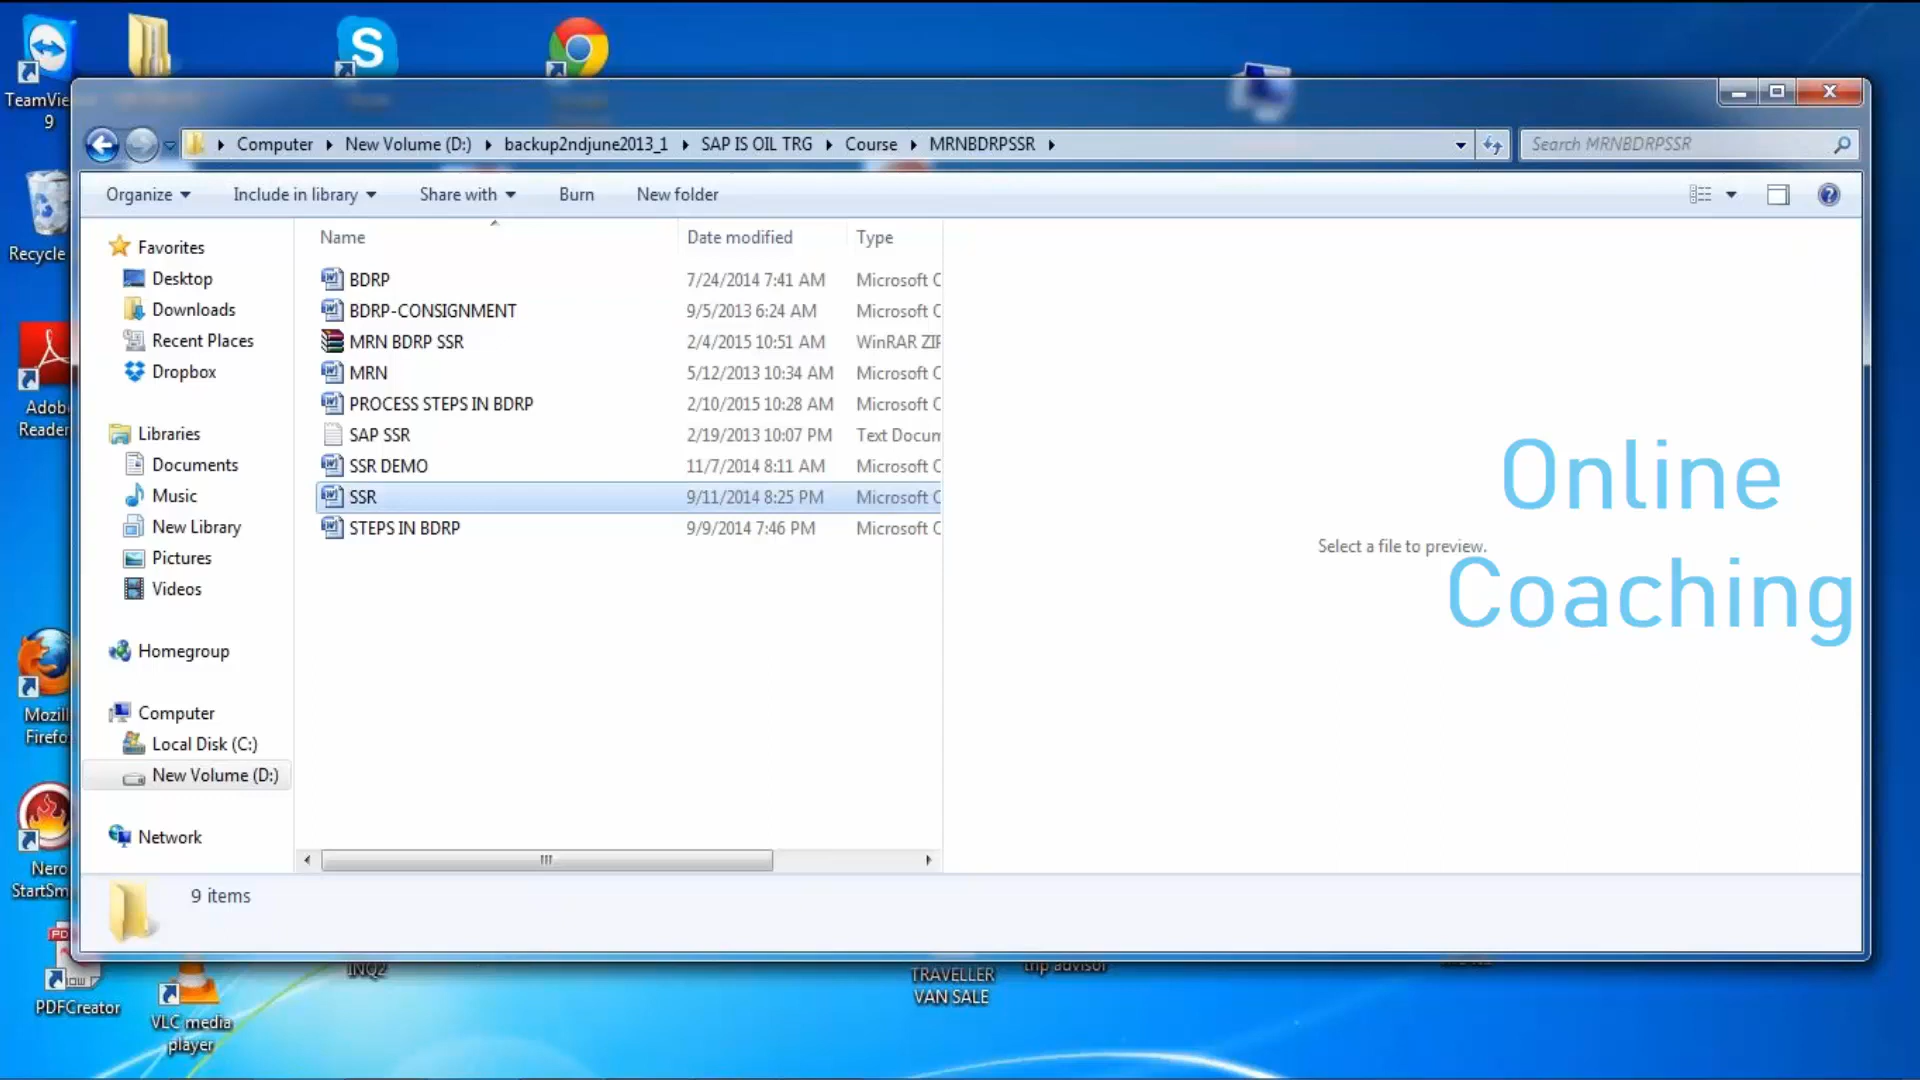 TeamVie
9
Computer
New Volume (D:)
backup2ndjune2013_1
SAP IS OIL TRG
Course
MRNBDRPSSR
Search MRNBDRPSSR
Organize
Include in library
Share with
Burn
New folder
Recycle
Adob
Reader
Mozill
Firefo
Nero
StartSm
PDFCreator
VLC media
player
Favorites
Desktop
Downloads
Recent Places
Dropbox
Libraries
Documents
Music
New Library
Pictures
Videos
Homegroup
Computer
Local Disk (C:)
New Volume (D:)
Network
Name Date modified Type
BDRP 7/24/2014 7:41 AM Microsoft C
BDRP-CONSIGNMENT 9/5/2013 6:24 AM Microsoft C
MRN BDRP SSR 2/4/2015 10:51 AM WinRAR ZIF
MRN 5/12/2013 10:34 AM Microsoft C
PROCESS STEPS IN BDRP 2/10/2015 10:28 AM Microsoft C
SAP SSR 2/19/2013 10:07 PM Text Docum
SSR DEMO 11/7/2014 8:11 AM Microsoft C
SSR 9/11/2014 8:25 PM Microsoft C
STEPS IN BDRP 9/9/2014 7:46 PM Microsoft C
Select a file to preview.
Online
Coaching
9 items
INQ2
TRAVELLER
VAN SALE
trip advisor